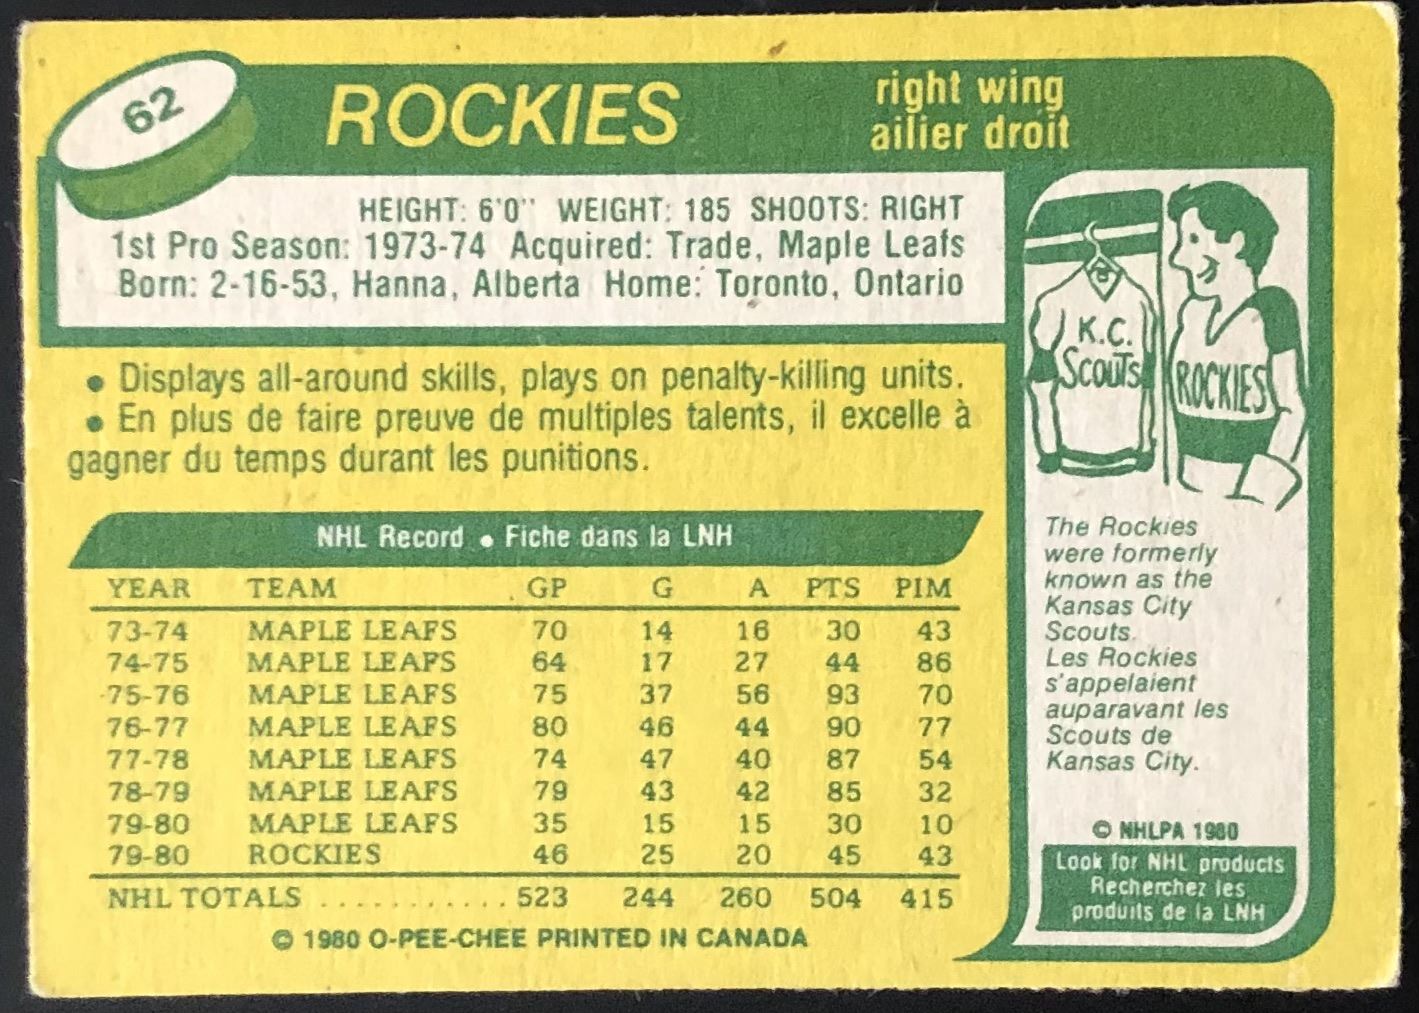 62
ROCKIES
right wing
ailier droit
HEIGHT: 6'0" WEIGHT: 185 SHOOTS: RIGHT
1st Pro Season: 1973-74 Acquired: Trade, Maple Leafs
Born: 2-16-53, Hanna, Alberta Home: Toronto, Ontario
• Displays all-around skills, plays on penalty-killing units.
• En plus de faire preuve de multiples talents, il excelle à
gagner du temps durant les punitions.
NHL Record • Fiche dans la LNH
YEAR TEAM GP G A PTS PIM
73-74 MAPLE LEAFS 70 14 16 30 43
74-75 MAPLE LEAFS 64 17 27 44 86
75-76 MAPLE LEAFS 75 37 56 93 70
76-77 MAPLE LEAFS 80 46 44 90 77
77-78 MAPLE LEAFS 74 47 40 87 54
78-79 MAPLE LEAFS 79 43 42 85 32
79-80 MAPLE LEAFS 35 15 15 30 10
79-80 ROCKIES 46 25 20 45 43
NHL TOTALS ........... 523 244 260 504 415
© 1980 O-PEE-CHEE PRINTED IN CANADA
K.C.
SCOUTS
ROCKIES
The Rockies
were formerly
known as the
Kansas City
Scouts.
Les Rockies
s'appelaient
auparavant les
Scouts de
Kansas City.
© NHLPA 1980
Look for NHL products
Recherchez les
produits de la LNH